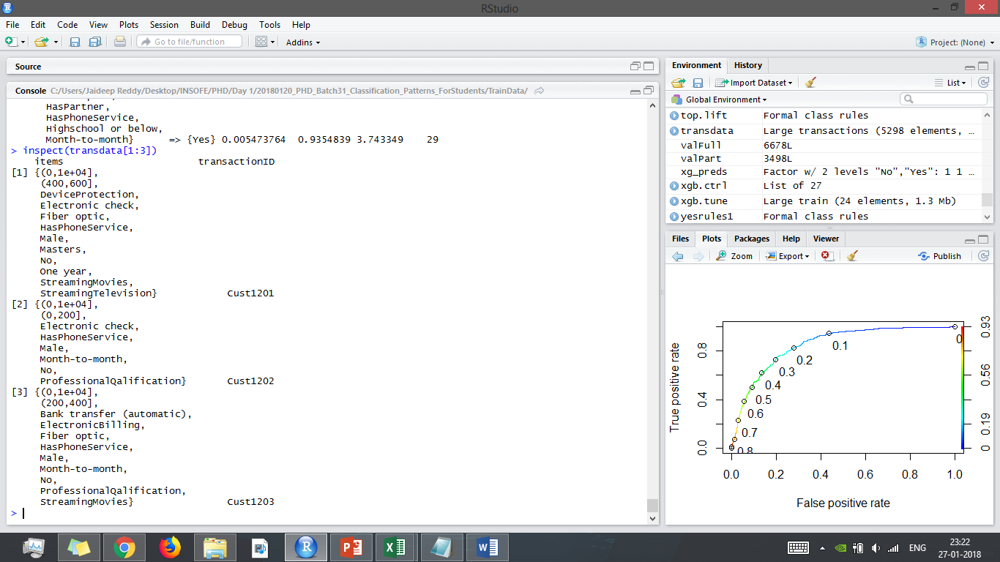 RStudio
File Edit Code View Plots Session Build Debug Tools Help
Go to file/function Addins Project: (None)
Source
Console C:/Users/Jaideep Reddy/Desktop/INSOFE/PHD/Day 1/20180120_PHD_Batch31_Classification_Patterns_ForStudents/TrainData/
HasPartner,
HasPhoneService,
Highschool or below,
Month-to-month} => {Yes} 0.005473764 0.9354839 3.743349 29
> inspect(transdata[1:3])
items transactionID
[1] {(0,1e+04],
(400,600],
DeviceProtection,
Electronic check,
Fiber optic,
HasPhoneService,
Male,
Masters,
No,
One year,
StreamingMovies,
StreamingTelevision} Cust1201
[2] {(0,1e+04],
(0,200],
Electronic check,
HasPhoneService,
Male,
Month-to-month,
No,
ProfessionalQalification} Cust1202
[3] {(0,1e+04],
(200,400],
Bank transfer (automatic),
ElectronicBilling,
Fiber optic,
HasPhoneService,
Male,
Month-to-month,
No,
ProfessionalQalification,
StreamingMovies} Cust1203
>
Environment History
Import Dataset List
Global Environment
top.lift Formal class rules
transdata Large transactions (5298 elements, …
valFull 6678L
valPart 3498L
xg_preds Factor w/ 2 levels "No","Yes": 1 1 …
xgb.ctrl List of 27
xgb.tune Large train (24 elements, 1.3 Mb)
yesrules1 Formal class rules
Files Plots Packages Help Viewer
Zoom Export Publish
True positive rate
0.0 0.4 0.8
0
0.1
0.2
0.3
0.4
0.5
0.6
0.7
0.8
0 0.19 0.56 0.93
0.0 0.2 0.4 0.6 0.8 1.0
False positive rate
ENG
23:22
27-01-2018